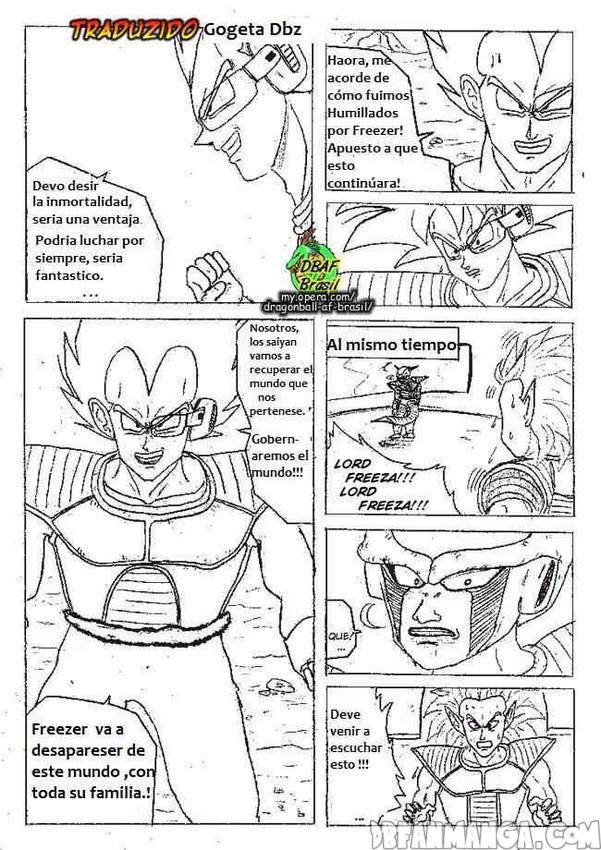 TRADUZIDO Gogeta Dbz
Devo desir
la inmortalidad,
seria una ventaja
Podria luchar por
siempre, seria
fantastico.
...
Haora, me
acorde de
cómo fuimos
Humillados
por Freezer!
Apuesto a que
esto
continúara!
DBAF
Brasil
my.opera.com/
dragonball-af-brasil/
Nosotros,
los saiyan
vamos a
recuperar el
mundo que
nos
pertenese.
Gobern-
aremos el
mundo!!!
Freezer va a
desapareser de
este mundo ,con
toda su familia.!
Al mismo tiempo
LORD
FREEZA!!!
LORD
FREEZA!!!
QUE!
...
Deve
venir a
escuchar
esto !!!
...
DBFANMANGA.COM